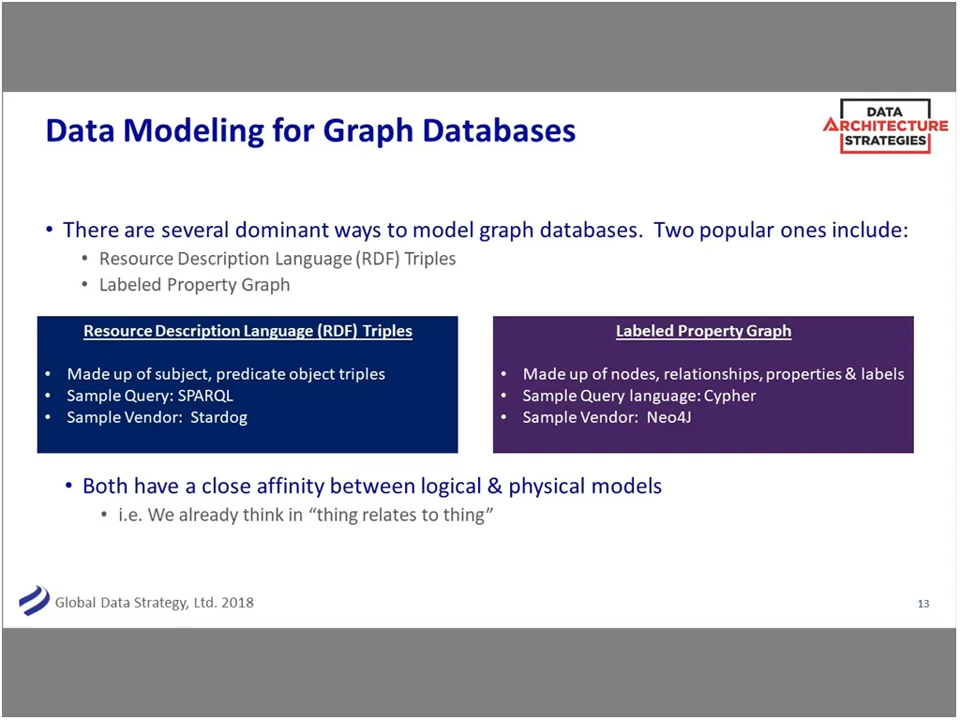 Data Modeling for Graph Databases
DATA
ARCHITECTURE
STRATEGIES
• There are several dominant ways to model graph databases. Two popular ones include:
• Resource Description Language (RDF) Triples
• Labeled Property Graph
Resource Description Language (RDF) Triples
• Made up of subject, predicate object triples
• Sample Query: SPARQL
• Sample Vendor: Stardog
Labeled Property Graph
• Made up of nodes, relationships, properties & labels
• Sample Query language: Cypher
• Sample Vendor: Neo4J
• Both have a close affinity between logical & physical models
• i.e. We already think in “thing relates to thing”
Global Data Strategy, Ltd. 2018
13